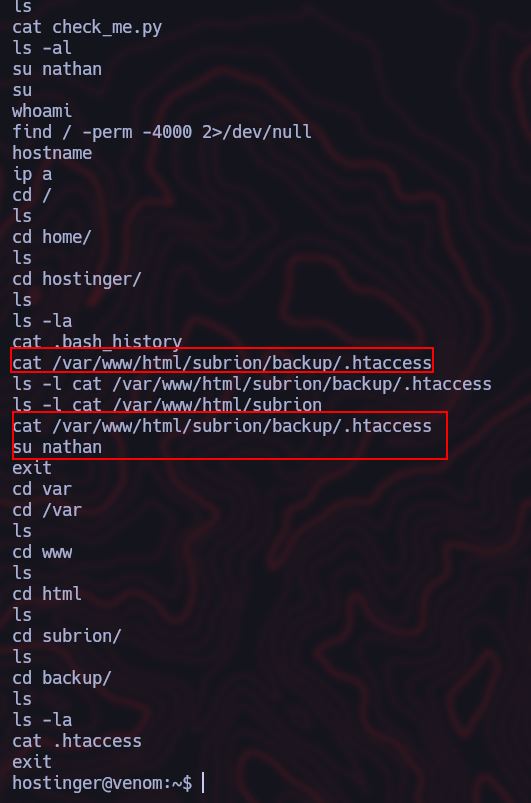 ls
cat check_me.py
ls -al
su nathan
su
whoami
find / -perm -4000 2>/dev/null
hostname
ip a
cd /
ls
cd home/
ls
cd hostinger/
ls
ls -la
cat .bash_history
cat /var/www/html/subrion/backup/.htaccess
ls -l cat /var/www/html/subrion/backup/.htaccess
ls -l cat /var/www/html/subrion
cat /var/www/html/subrion/backup/.htaccess
su nathan
exit
cd var
cd /var
ls
cd www
ls
cd html
ls
cd subrion/
ls
cd backup/
ls
ls -la
cat .htaccess
exit
hostinger@venom:~$